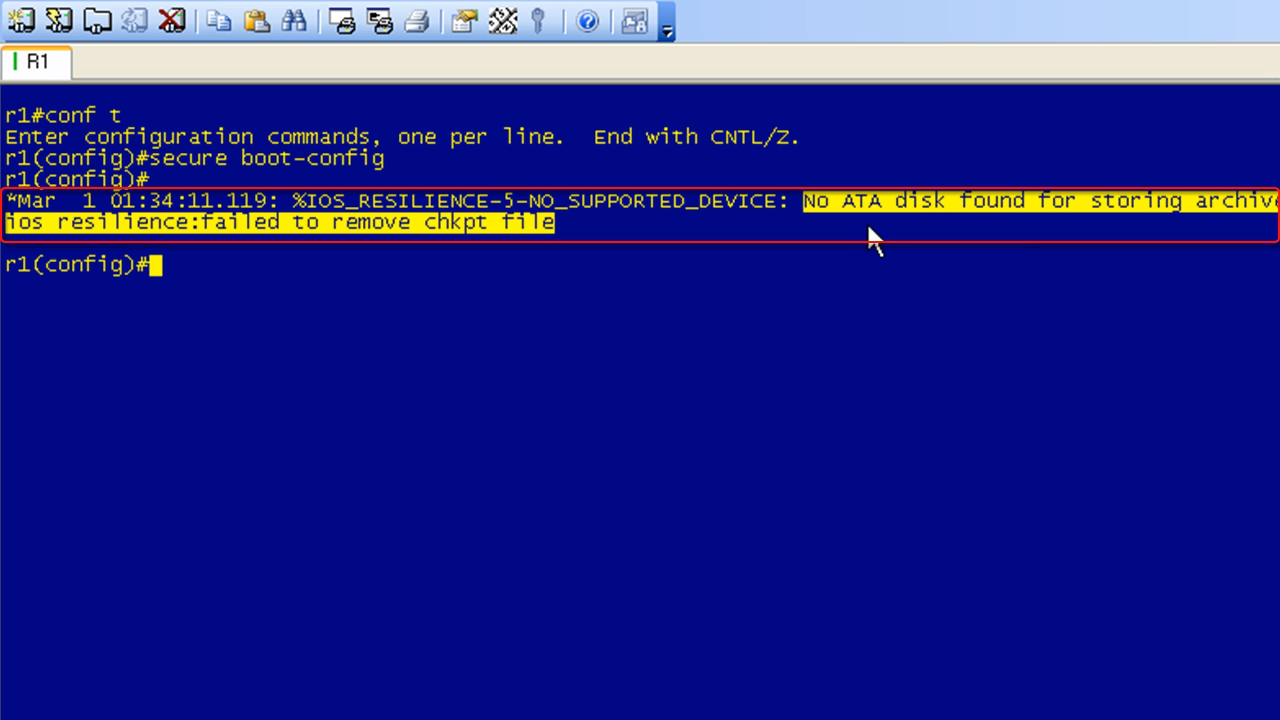 R1
r1#conf t
Enter configuration commands, one per line.  End with CNTL/Z.
r1(config)#secure boot-config
r1(config)#
*Mar  1 01:34:11.119: %IOS_RESILIENCE-5-NO_SUPPORTED_DEVICE: No ATA disk found for storing archive
ios resilience:failed to remove chkpt file
r1(config)#